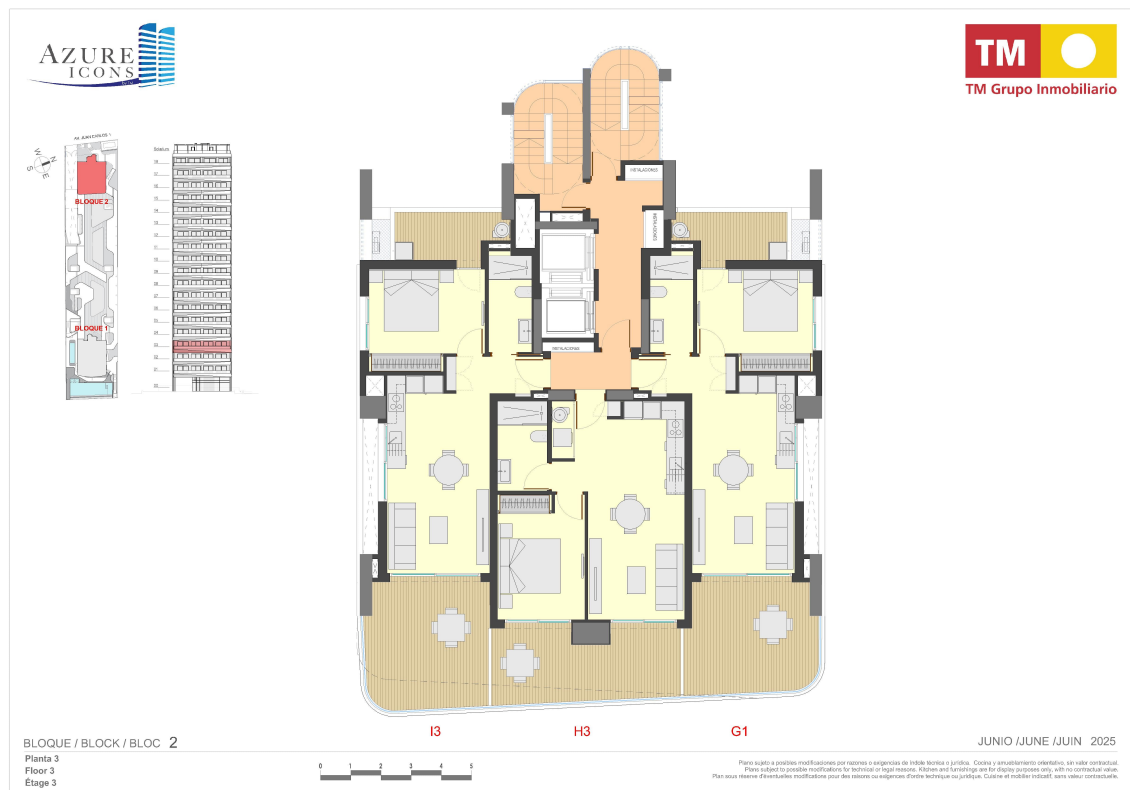 AZURE
ICONS
TM
TM Grupo Inmobiliario
AV. JUAN CARLOS 1
N
W
E
S
BLOQUE 2
BLOQUE 1
INSTALACIONES
INSTALACIONES
INSTALACIONES
I3
H3
G1
BLOQUE / BLOCK / BLOC 2
JUNIO /JUNE /JUIN 2025
Planta 3
Floor 3
Étage 3
0 1 2 3 4 5
Plano sujeto a posibles modificaciones por razones o exigencias de índole técnica o jurídica. Cocina y amueblamiento orientativo, sin valor contractual.
Plans subject to possible modifications for technical or legal reasons. Kitchen and furnishings are for display purposes only, with no contractual value.
Plan sous réserve d'éventuelles modifications pour des raisons ou exigences d'ordre technique ou juridique. Cuisine et mobilier indicatif, sans valeur contractuelle.